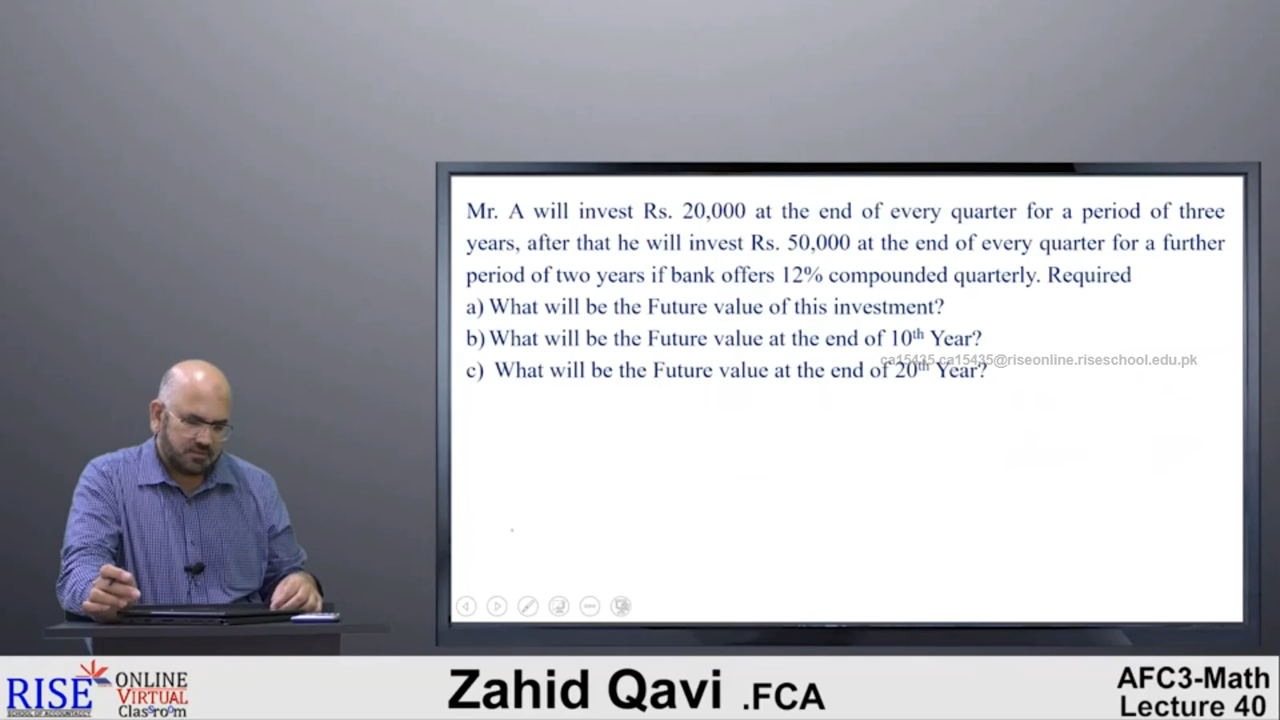 Mr. A will invest Rs. 20,000 at the end of every quarter for a period of three
years, after that he will invest Rs. 50,000 at the end of every quarter for a further
period of two years if bank offers 12% compounded quarterly. Required
a) What will be the Future value of this investment?
b) What will be the Future value at the end of 10th Year?
ca15435 ca15435@riseonline.riseschool.edu.pk
c) What will be the Future value at the end of 20th Year?
RISE
SCHOOL OF ACCOUNTANCY
ONLINE
VIRTUAL
Classroom
Zahid Qavi .FCA
AFC3-Math
Lecture 40